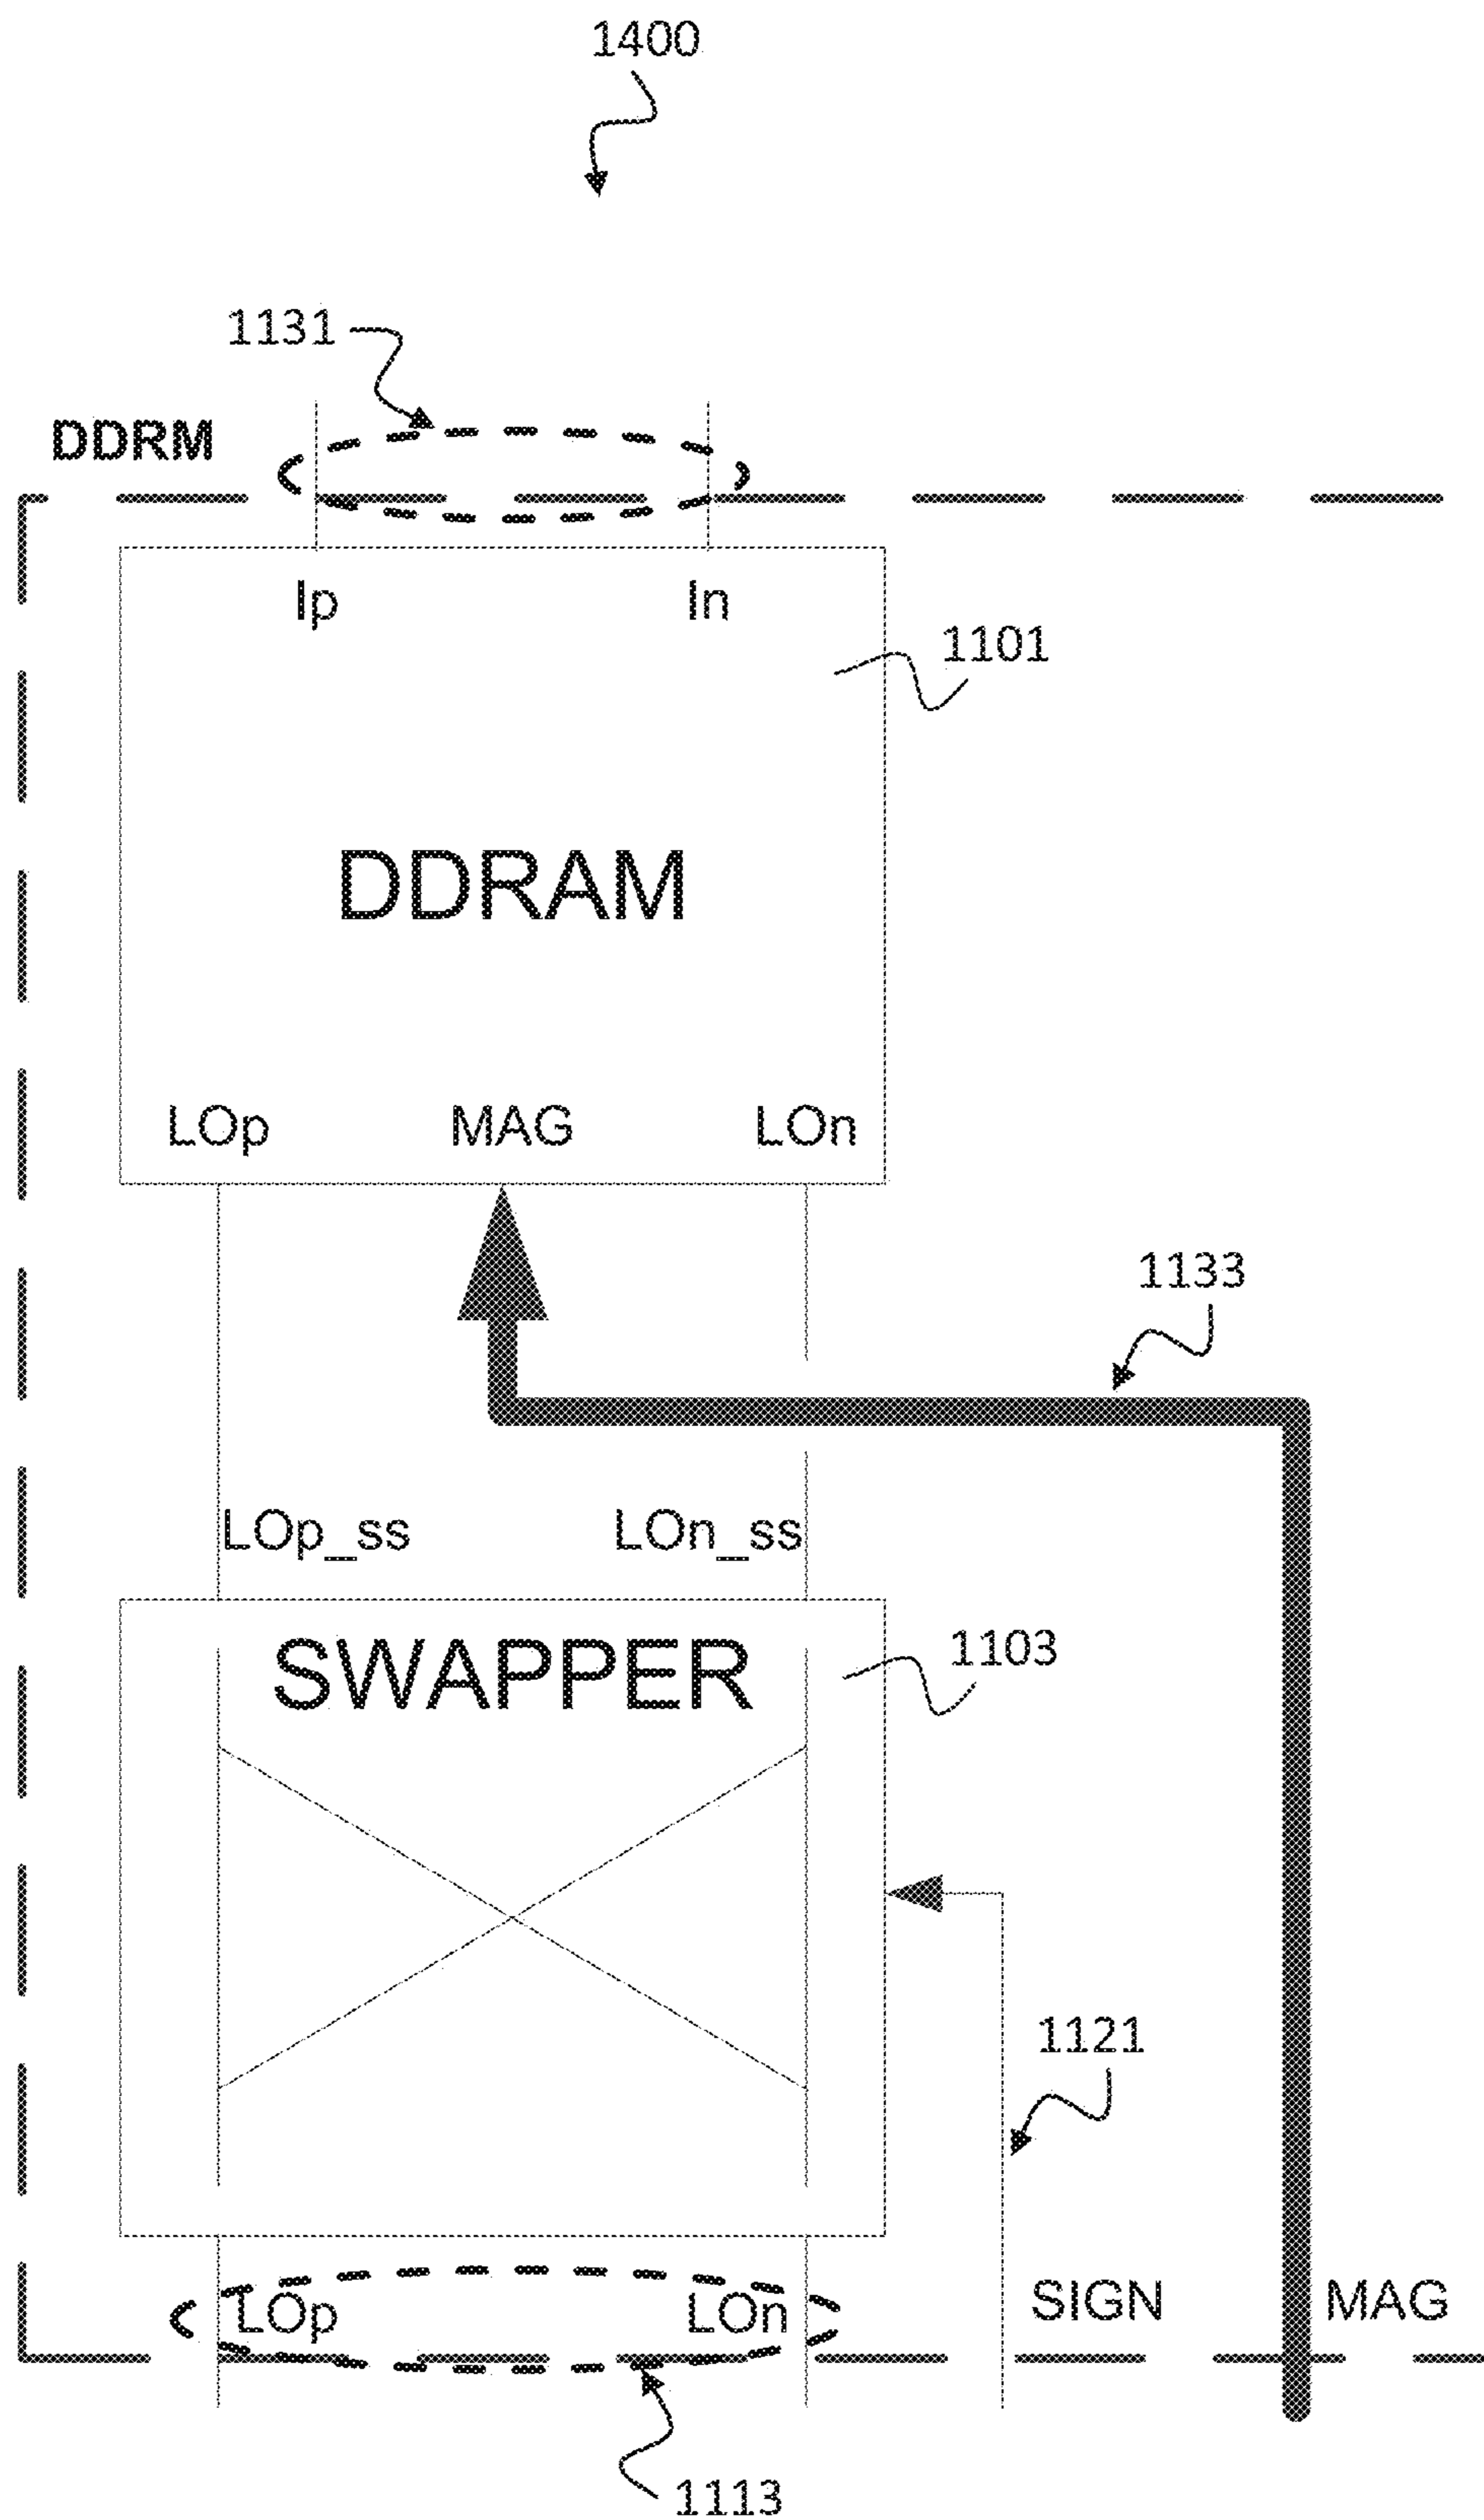 1400
1131
DDRM
Ip In
1101
DDRAM
LOp MAG LOn
1133
LOp_ss LOn_ss
SWAPPER
1103
1121
LOp LOn SIGN MAG
1113